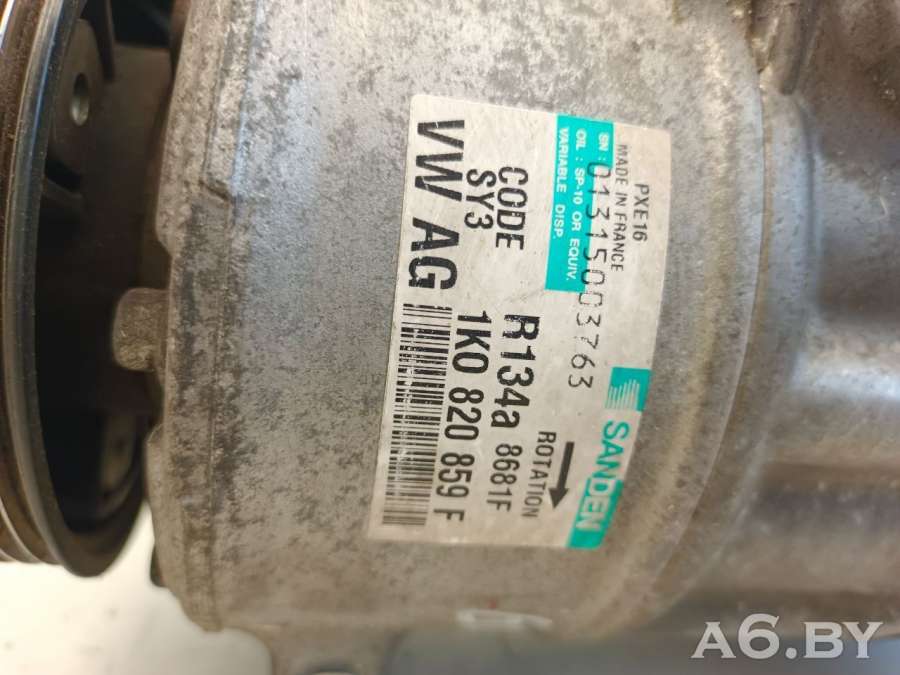 PXE16
MADE IN FRANCE
SN : 01315003763
OIL : SP-10 OR EQUIV.
VARIABLE DISP.
SANDEN
ROTATION
CODE R134a 8681F
SY3
1K0 820 859 F
VW AG
A6.BY